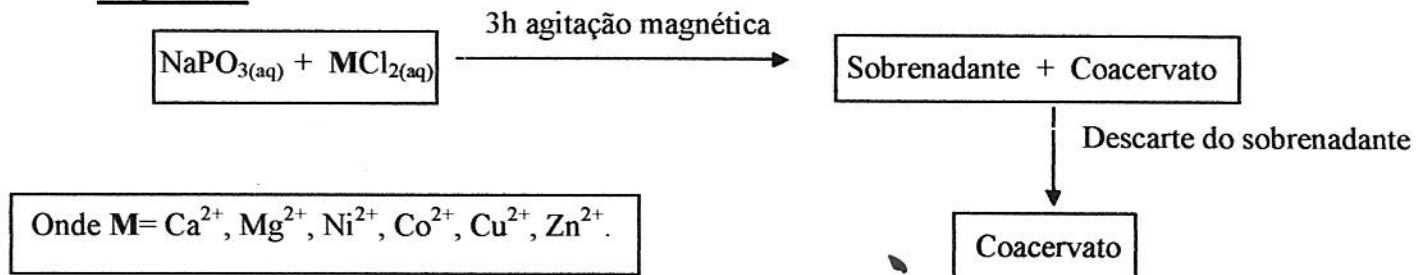 3h agitação magnética
NaPO3(aq) + MCl2(aq)
Sobrenadante + Coacervato
Descarte do sobrenadante
Onde M= Ca2+, Mg2+, Ni2+, Co2+, Cu2+, Zn2+.
Coacervato